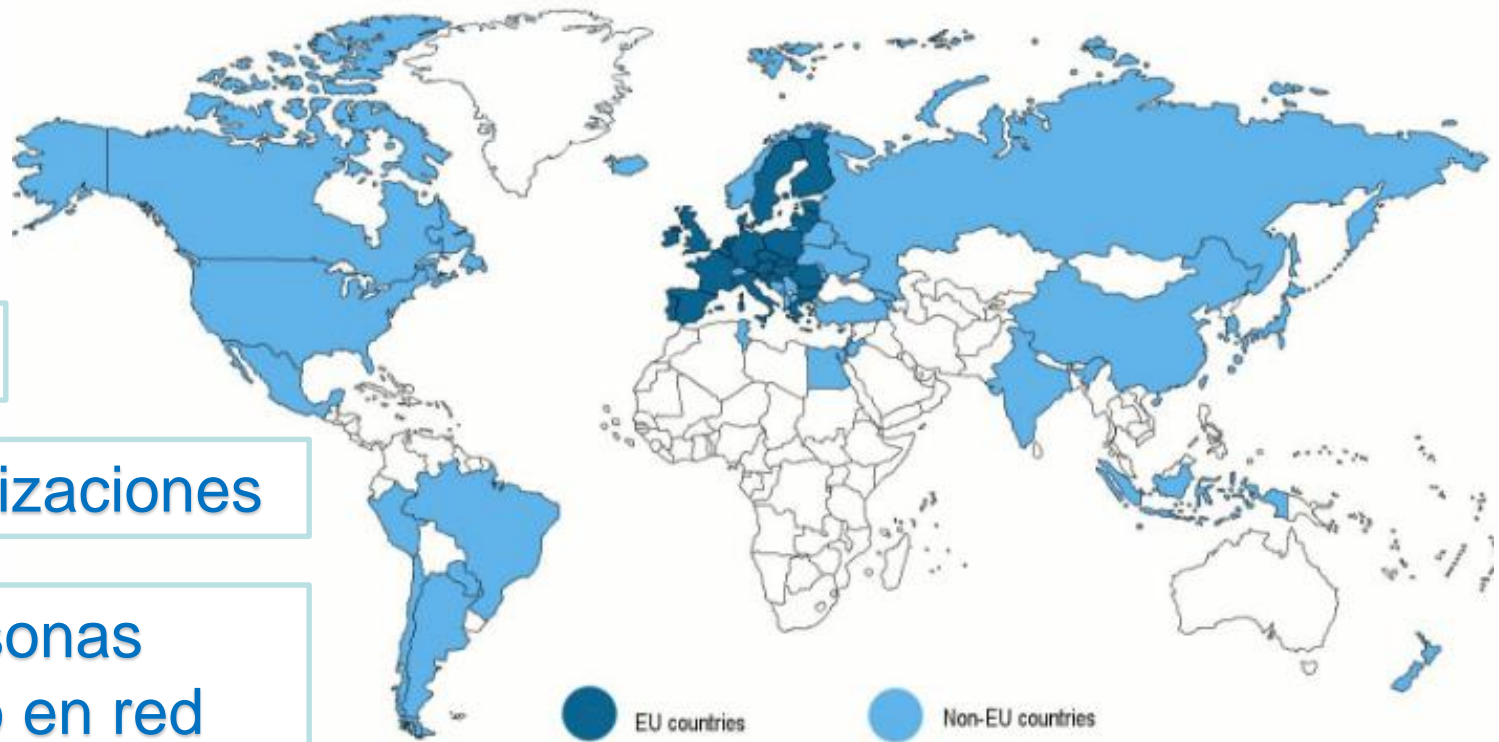 izaciones
sonas
en red
EU countries
Non-EU countries